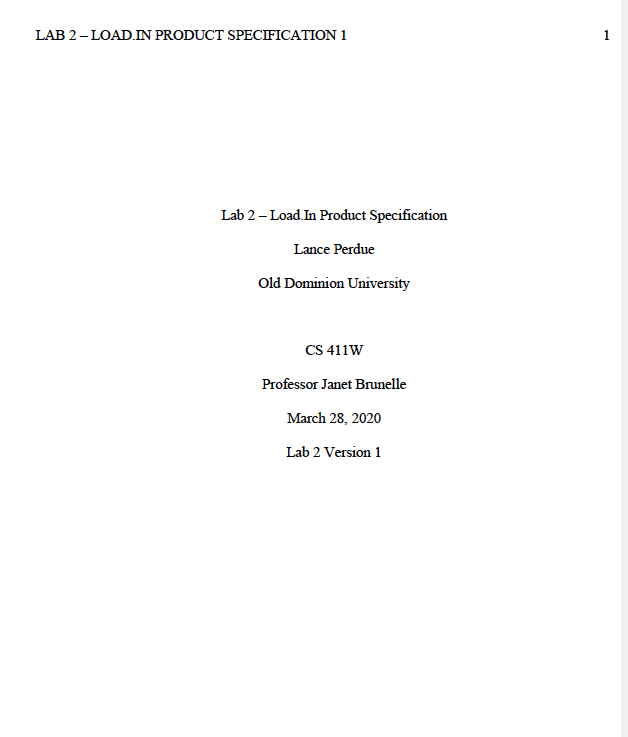 LAB 2 – LOAD.IN PRODUCT SPECIFICATION 1 1
Lab 2 – Load.In Product Specification
Lance Perdue
Old Dominion University
CS 411W
Professor Janet Brunelle
March 28, 2020
Lab 2 Version 1